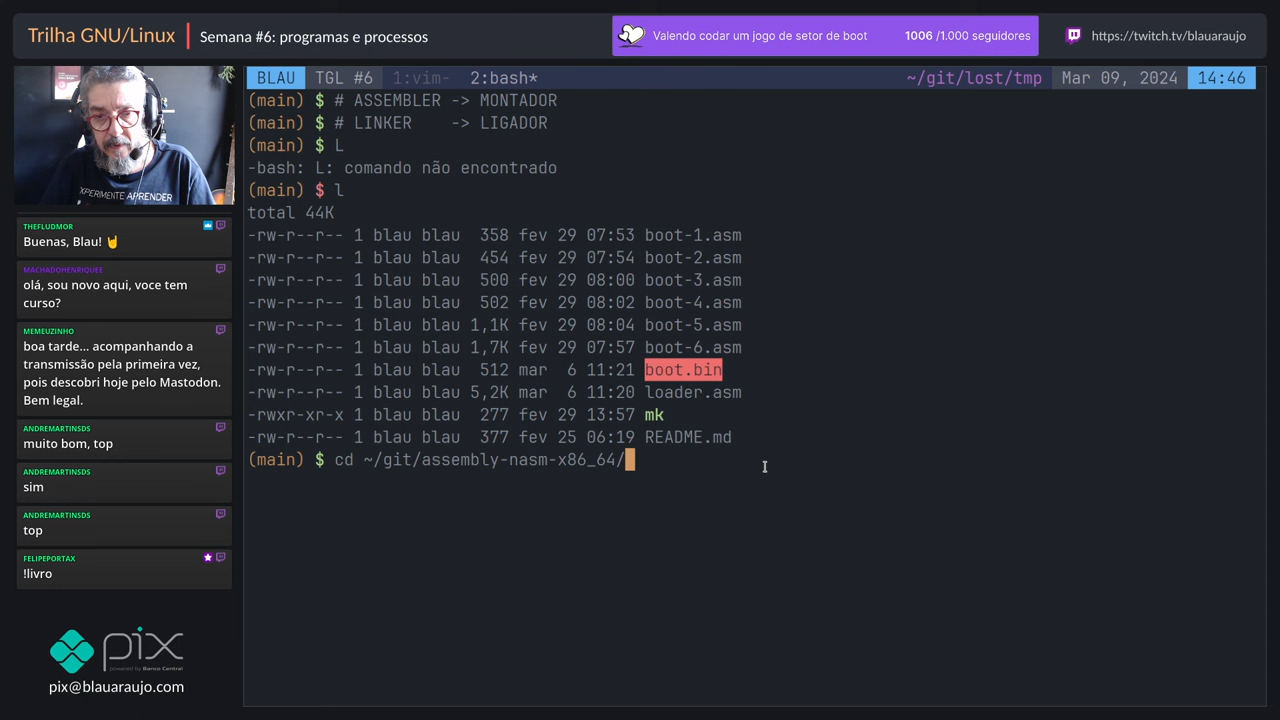 Trilha GNU/Linux | Semana #6: programas e processos
Valendo codar um jogo de setor de boot 1006 /1.000 seguidores
https://twitch.tv/blauaraujo
XPERIMENTE APRENDER
THEFLUDMOR
Buenas, Blau! 🤘
MACHADOHENRIQUEE
olá, sou novo aqui, voce tem
curso?
MEMEUZINHO
boa tarde... acompanhando a
transmissão pela primeira vez,
pois descobri hoje pelo Mastodon.
Bem legal.
ANDREMARTINSDS
muito bom, top
ANDREMARTINSDS
sim
ANDREMARTINSDS
top
FELIPEPORTAX
!livro
pix
powered by Banco Central
pix@blauaraujo.com
BLAU TGL #6 1:vim- 2:bash* ~/git/lost/tmp Mar 09, 2024 14:46
(main) $ # ASSEMBLER -> MONTADOR
(main) $ # LINKER    -> LIGADOR
(main) $ L
-bash: L: comando não encontrado
(main) $ l
total 44K
-rw-r--r-- 1 blau blau  358 fev 29 07:53 boot-1.asm
-rw-r--r-- 1 blau blau  454 fev 29 07:54 boot-2.asm
-rw-r--r-- 1 blau blau  500 fev 29 08:00 boot-3.asm
-rw-r--r-- 1 blau blau  502 fev 29 08:02 boot-4.asm
-rw-r--r-- 1 blau blau 1,1K fev 29 08:04 boot-5.asm
-rw-r--r-- 1 blau blau 1,7K fev 29 07:57 boot-6.asm
-rw-r--r-- 1 blau blau  512 mar  6 11:21 boot.bin
-rw-r--r-- 1 blau blau 5,2K mar  6 11:20 loader.asm
-rwxr-xr-x 1 blau blau  277 fev 29 13:57 mk
-rw-r--r-- 1 blau blau  377 fev 25 06:19 README.md
(main) $ cd ~/git/assembly-nasm-x86_64/